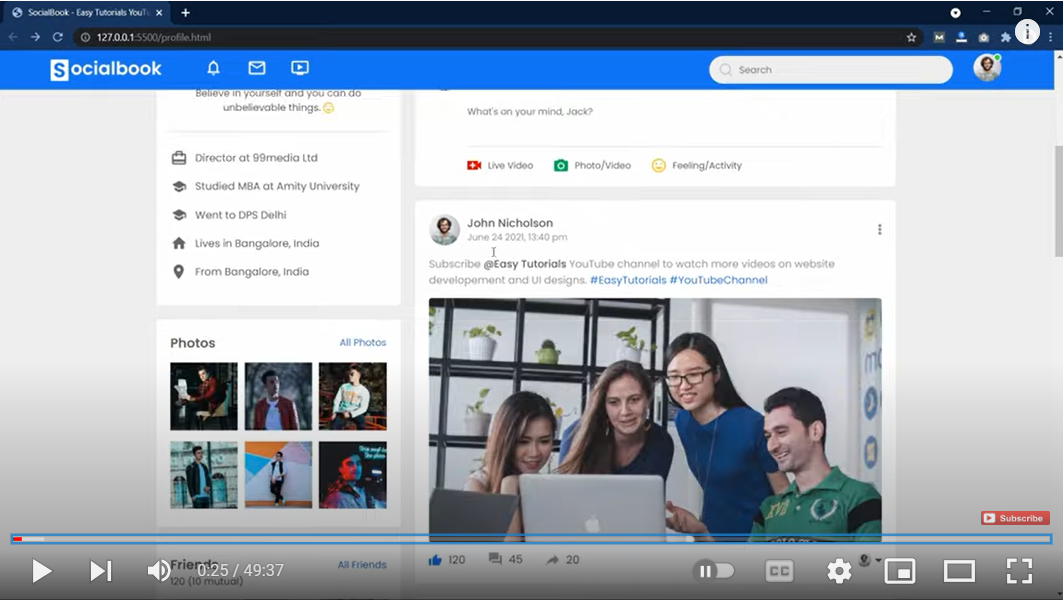 SocialBook - Easy Tutorials YouT
127.0.0.1:5500/profile.html
Socialbook
Search
Believe in yourself and you can do
unbelievable things.
Director at 99media Ltd
Studied MBA at Amity University
Went to DPS Delhi
Lives in Bangalore, India
From Bangalore, India
Photos
All Photos
Friends
All Friends
120 (10 mutual)
What's on your mind, Jack?
Live Video
Photo/Video
Feeling/Activity
John Nicholson
June 24 2021, 13:40 pm
Subscribe @Easy Tutorials YouTube channel to watch more videos on website
developement and UI designs. #EasyTutorials #YouTubeChannel
120
45
20
Subscribe
0:25 / 49:37
CC